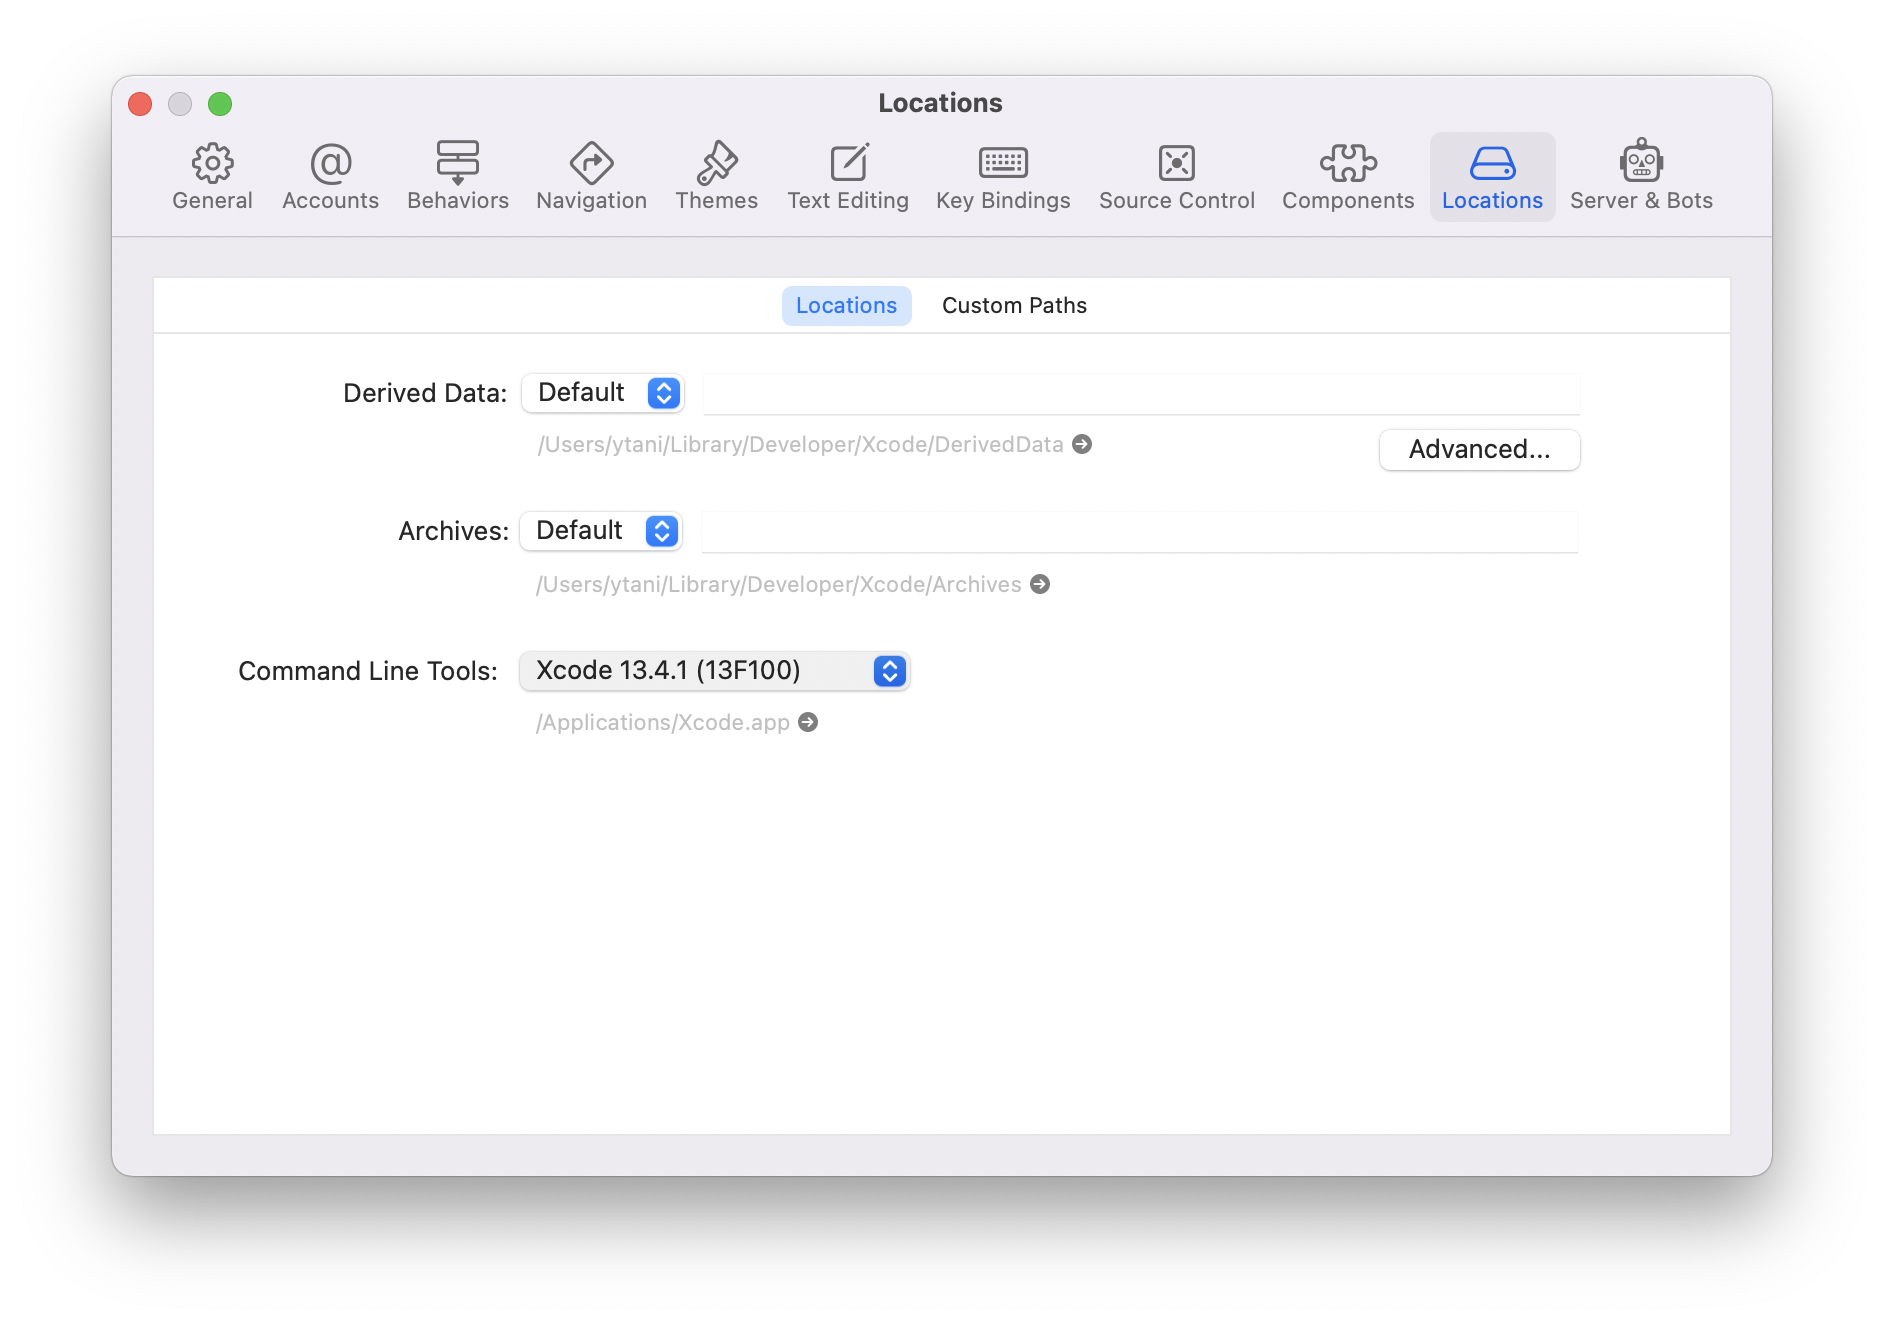 Locations
General Accounts Behaviors Navigation Themes Text Editing Key Bindings Source Control Components Locations Server & Bots
Locations Custom Paths
Derived Data: Default
/Users/ytani/Library/Developer/Xcode/DerivedData
Advanced...
Archives: Default
/Users/ytani/Library/Developer/Xcode/Archives
Command Line Tools: Xcode 13.4.1 (13F100)
/Applications/Xcode.app